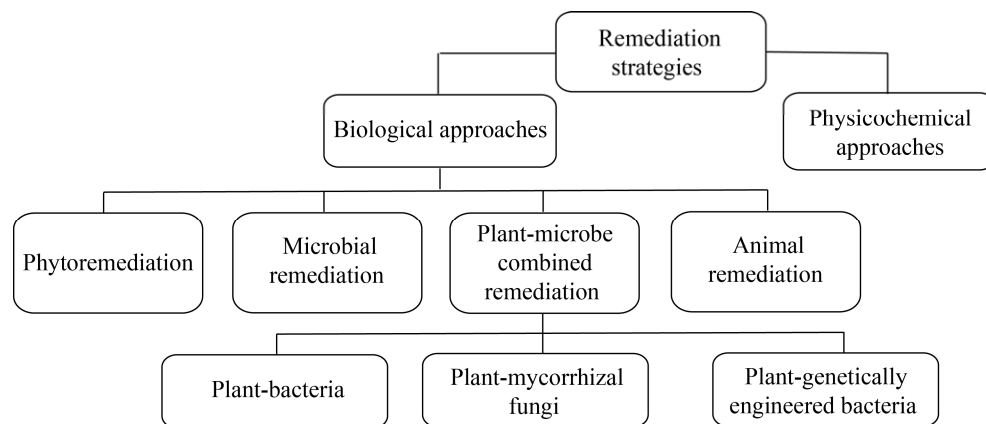 Remediation
strategies
Biological approaches
Physicochemical
approaches
Phytoremediation
Microbial
remediation
Plant-microbe
combined
remediation
Animal
remediation
Plant-bacteria
Plant-mycorrhizal
fungi
Plant-genetically
engineered bacteria